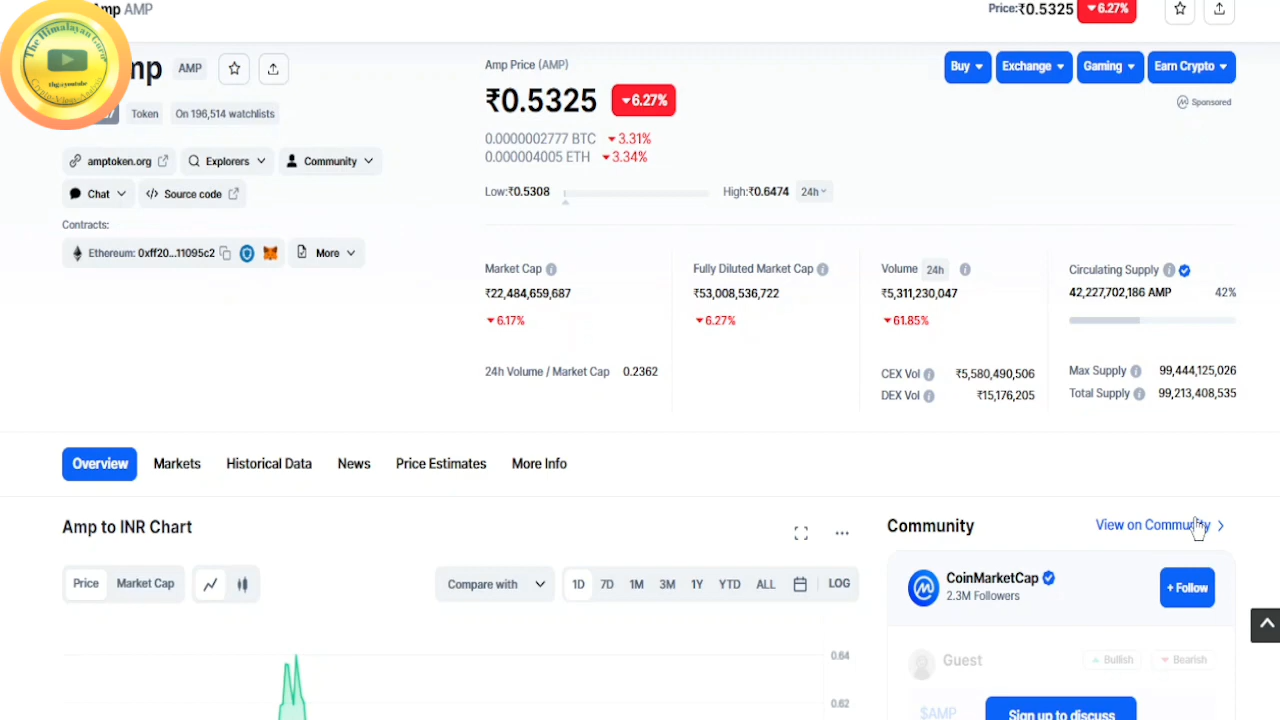 Amp AMP
Price:₹0.5325 6.27%
The Himalayan Guru
thg@youtube
AMP
Token On 196,514 watchlists
amptoken.org Explorers Community
Chat Source code
Contracts:
Ethereum: 0xff20...11095c2 More
Amp Price (AMP)
₹0.5325 6.27%
0.0000002777 BTC 3.31%
0.000004005 ETH 3.34%
Low:₹0.5308 High:₹0.6474 24h
Buy Exchange Gaming Earn Crypto
Sponsored
Market Cap
₹22,484,659,687
6.17%
24h Volume / Market Cap 0.2362
Fully Diluted Market Cap
₹53,008,536,722
6.27%
Volume 24h
₹5,311,230,047
61.85%
CEX Vol ₹5,580,490,506
DEX Vol ₹15,176,205
Circulating Supply
42,227,702,186 AMP 42%
Max Supply 99,444,125,026
Total Supply 99,213,408,535
Overview Markets Historical Data News Price Estimates More Info
Amp to INR Chart
Price Market Cap
Compare with 1D 7D 1M 3M 1Y YTD ALL LOG
0.64
0.62
Community View on Community
CoinMarketCap
2.3M Followers
+ Follow
Guest Bullish Bearish
$AMP
Sign up to discuss